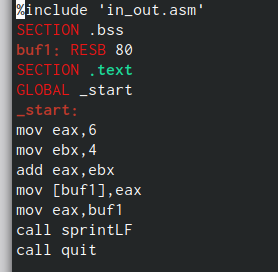 %include 'in_out.asm'
SECTION .bss
buf1: RESB 80
SECTION .text
GLOBAL _start
_start:
mov eax,6
mov ebx,4
add eax,ebx
mov [buf1],eax
mov eax,buf1
call sprintLF
call quit